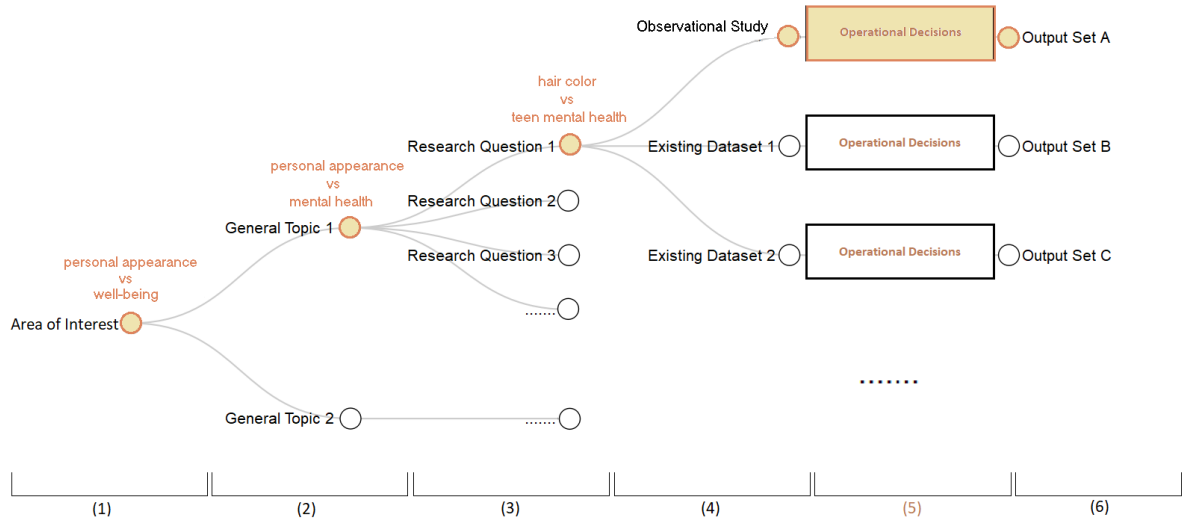 Observational Study
Operational Decisions
Output Set A
hair color
vs
teen mental health
Research Question 1
Existing Dataset 1
Operational Decisions
Output Set B
personal appearance
vs
mental health
Research Question 2
General Topic 1
Research Question 3
Existing Dataset 2
Operational Decisions
Output Set C
personal appearance
vs
well-being
Area of Interest
.......
.......
General Topic 2
.......
(1)
(2)
(3)
(4)
(5)
(6)